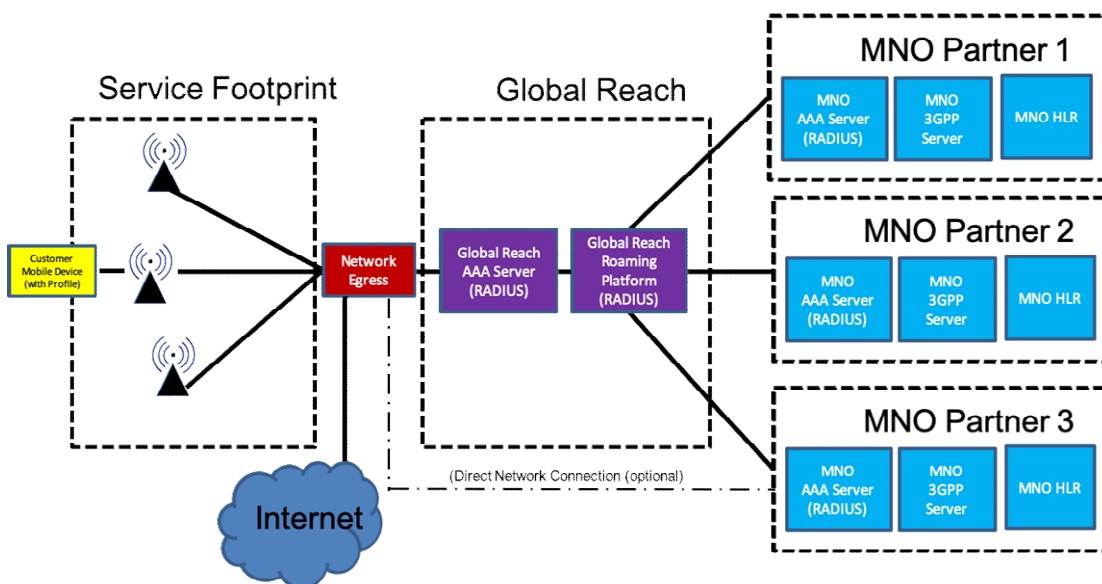 Service Footprint
Global Reach
Customer
Mobile Device
(with Profile)
Network
Egress
Global Reach
AAA Server
(RADIUS)
Global Reach
Roaming
Platform
(RADIUS)
Internet
(Direct Network Connection (optional)
MNO Partner 1
MNO
AAA Server
(RADIUS)
MNO
3GPP
Server
MNO HLR
MNO Partner 2
MNO
AAA Server
(RADIUS)
MNO
3GPP
Server
MNO HLR
MNO Partner 3
MNO
AAA Server
(RADIUS)
MNO
3GPP
Server
MNO HLR